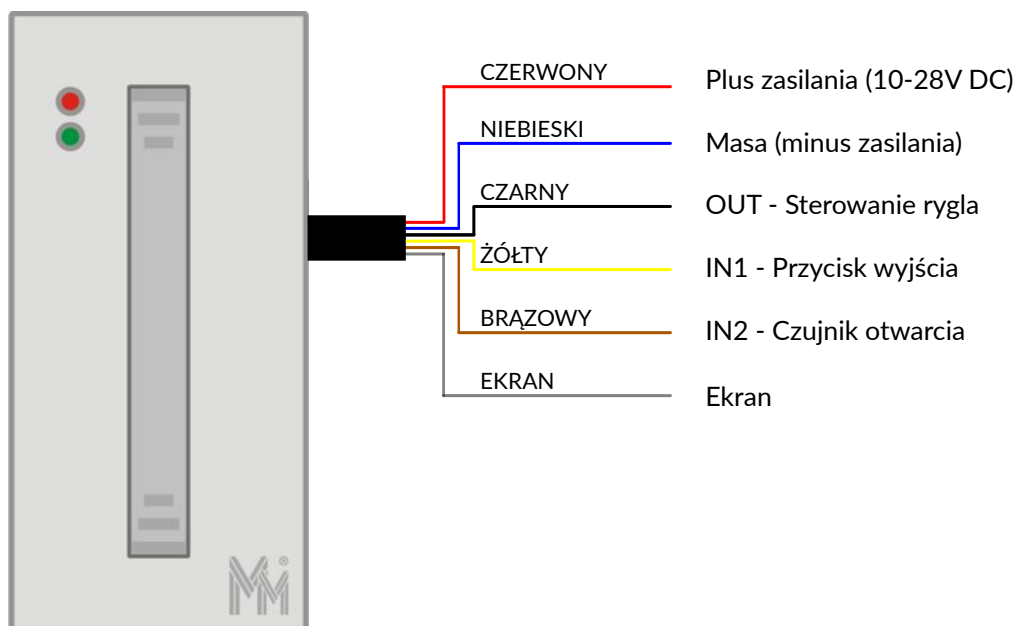 CZERWONY Plus zasilania (10-28V DC)
NIEBIESKI Masa (minus zasilania)
CZARNY OUT - Sterowanie rygla
ŻÓŁTY IN1 - Przycisk wyjścia
BRĄZOWY IN2 - Czujnik otwarcia
EKRAN Ekran
MM ®